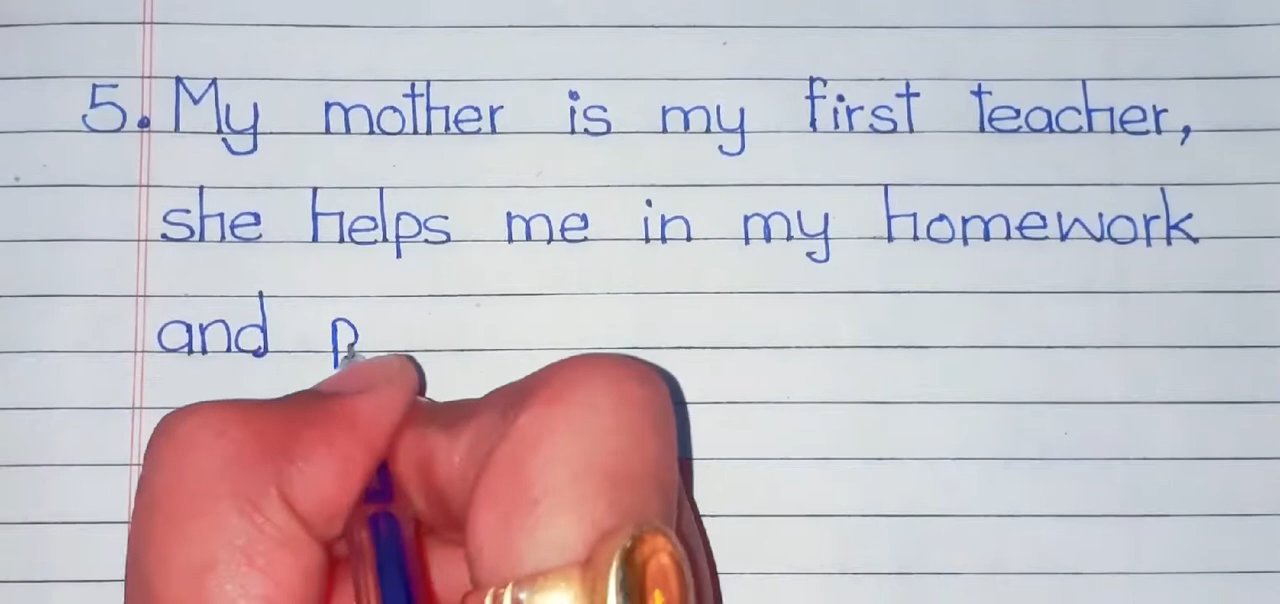 5. My mother is my first teacher,
she helps me in my homework
and p